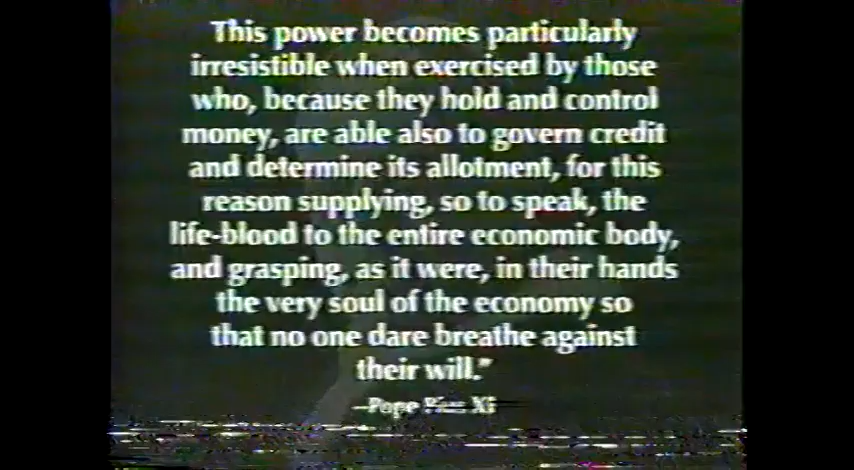 This power becomes particularly
irresistible when exercised by those
who, because they hold and control
money, are able also to govern credit
and determine its allotment, for this
reason supplying, so to speak, the
life-blood to the entire economic body,
and grasping, as it were, in their hands
the very soul of the economy so
that no one dare breathe against
their will."
—Pope Pius XI